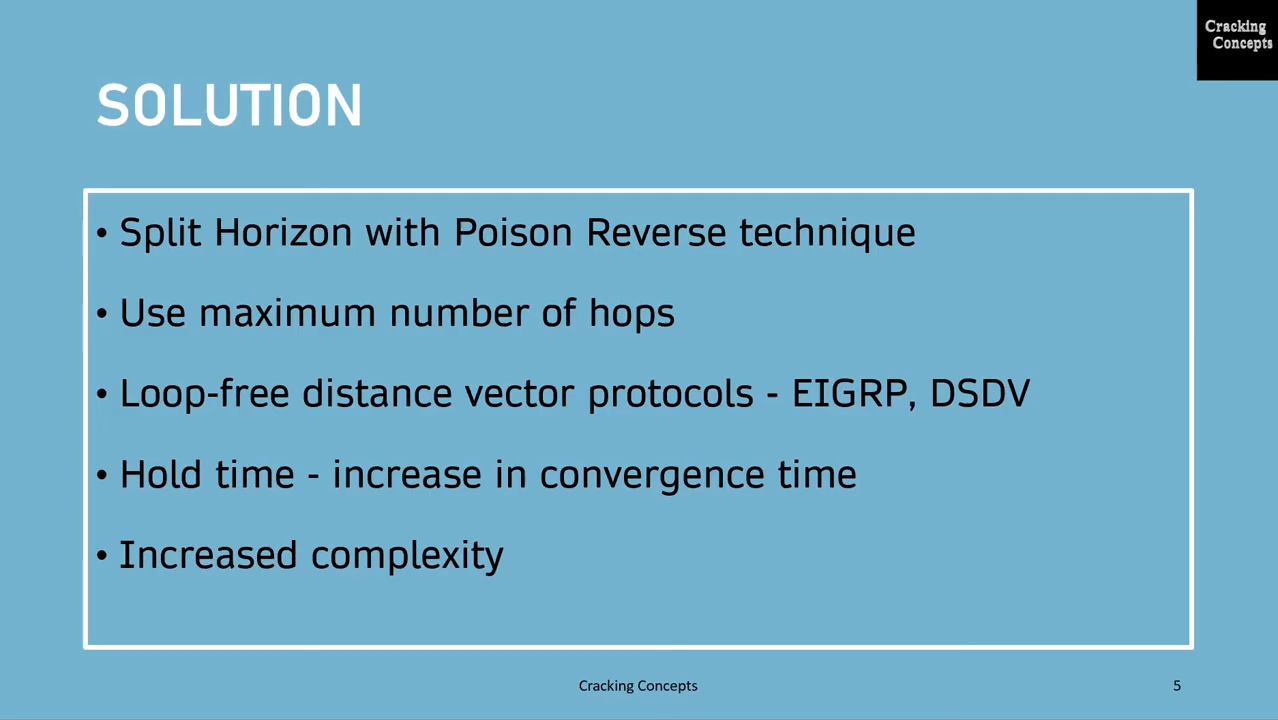 Cracking
Concepts
SOLUTION
• Split Horizon with Poison Reverse technique
• Use maximum number of hops
• Loop-free distance vector protocols - EIGRP, DSDV
• Hold time - increase in convergence time
• Increased complexity
Cracking Concepts
5